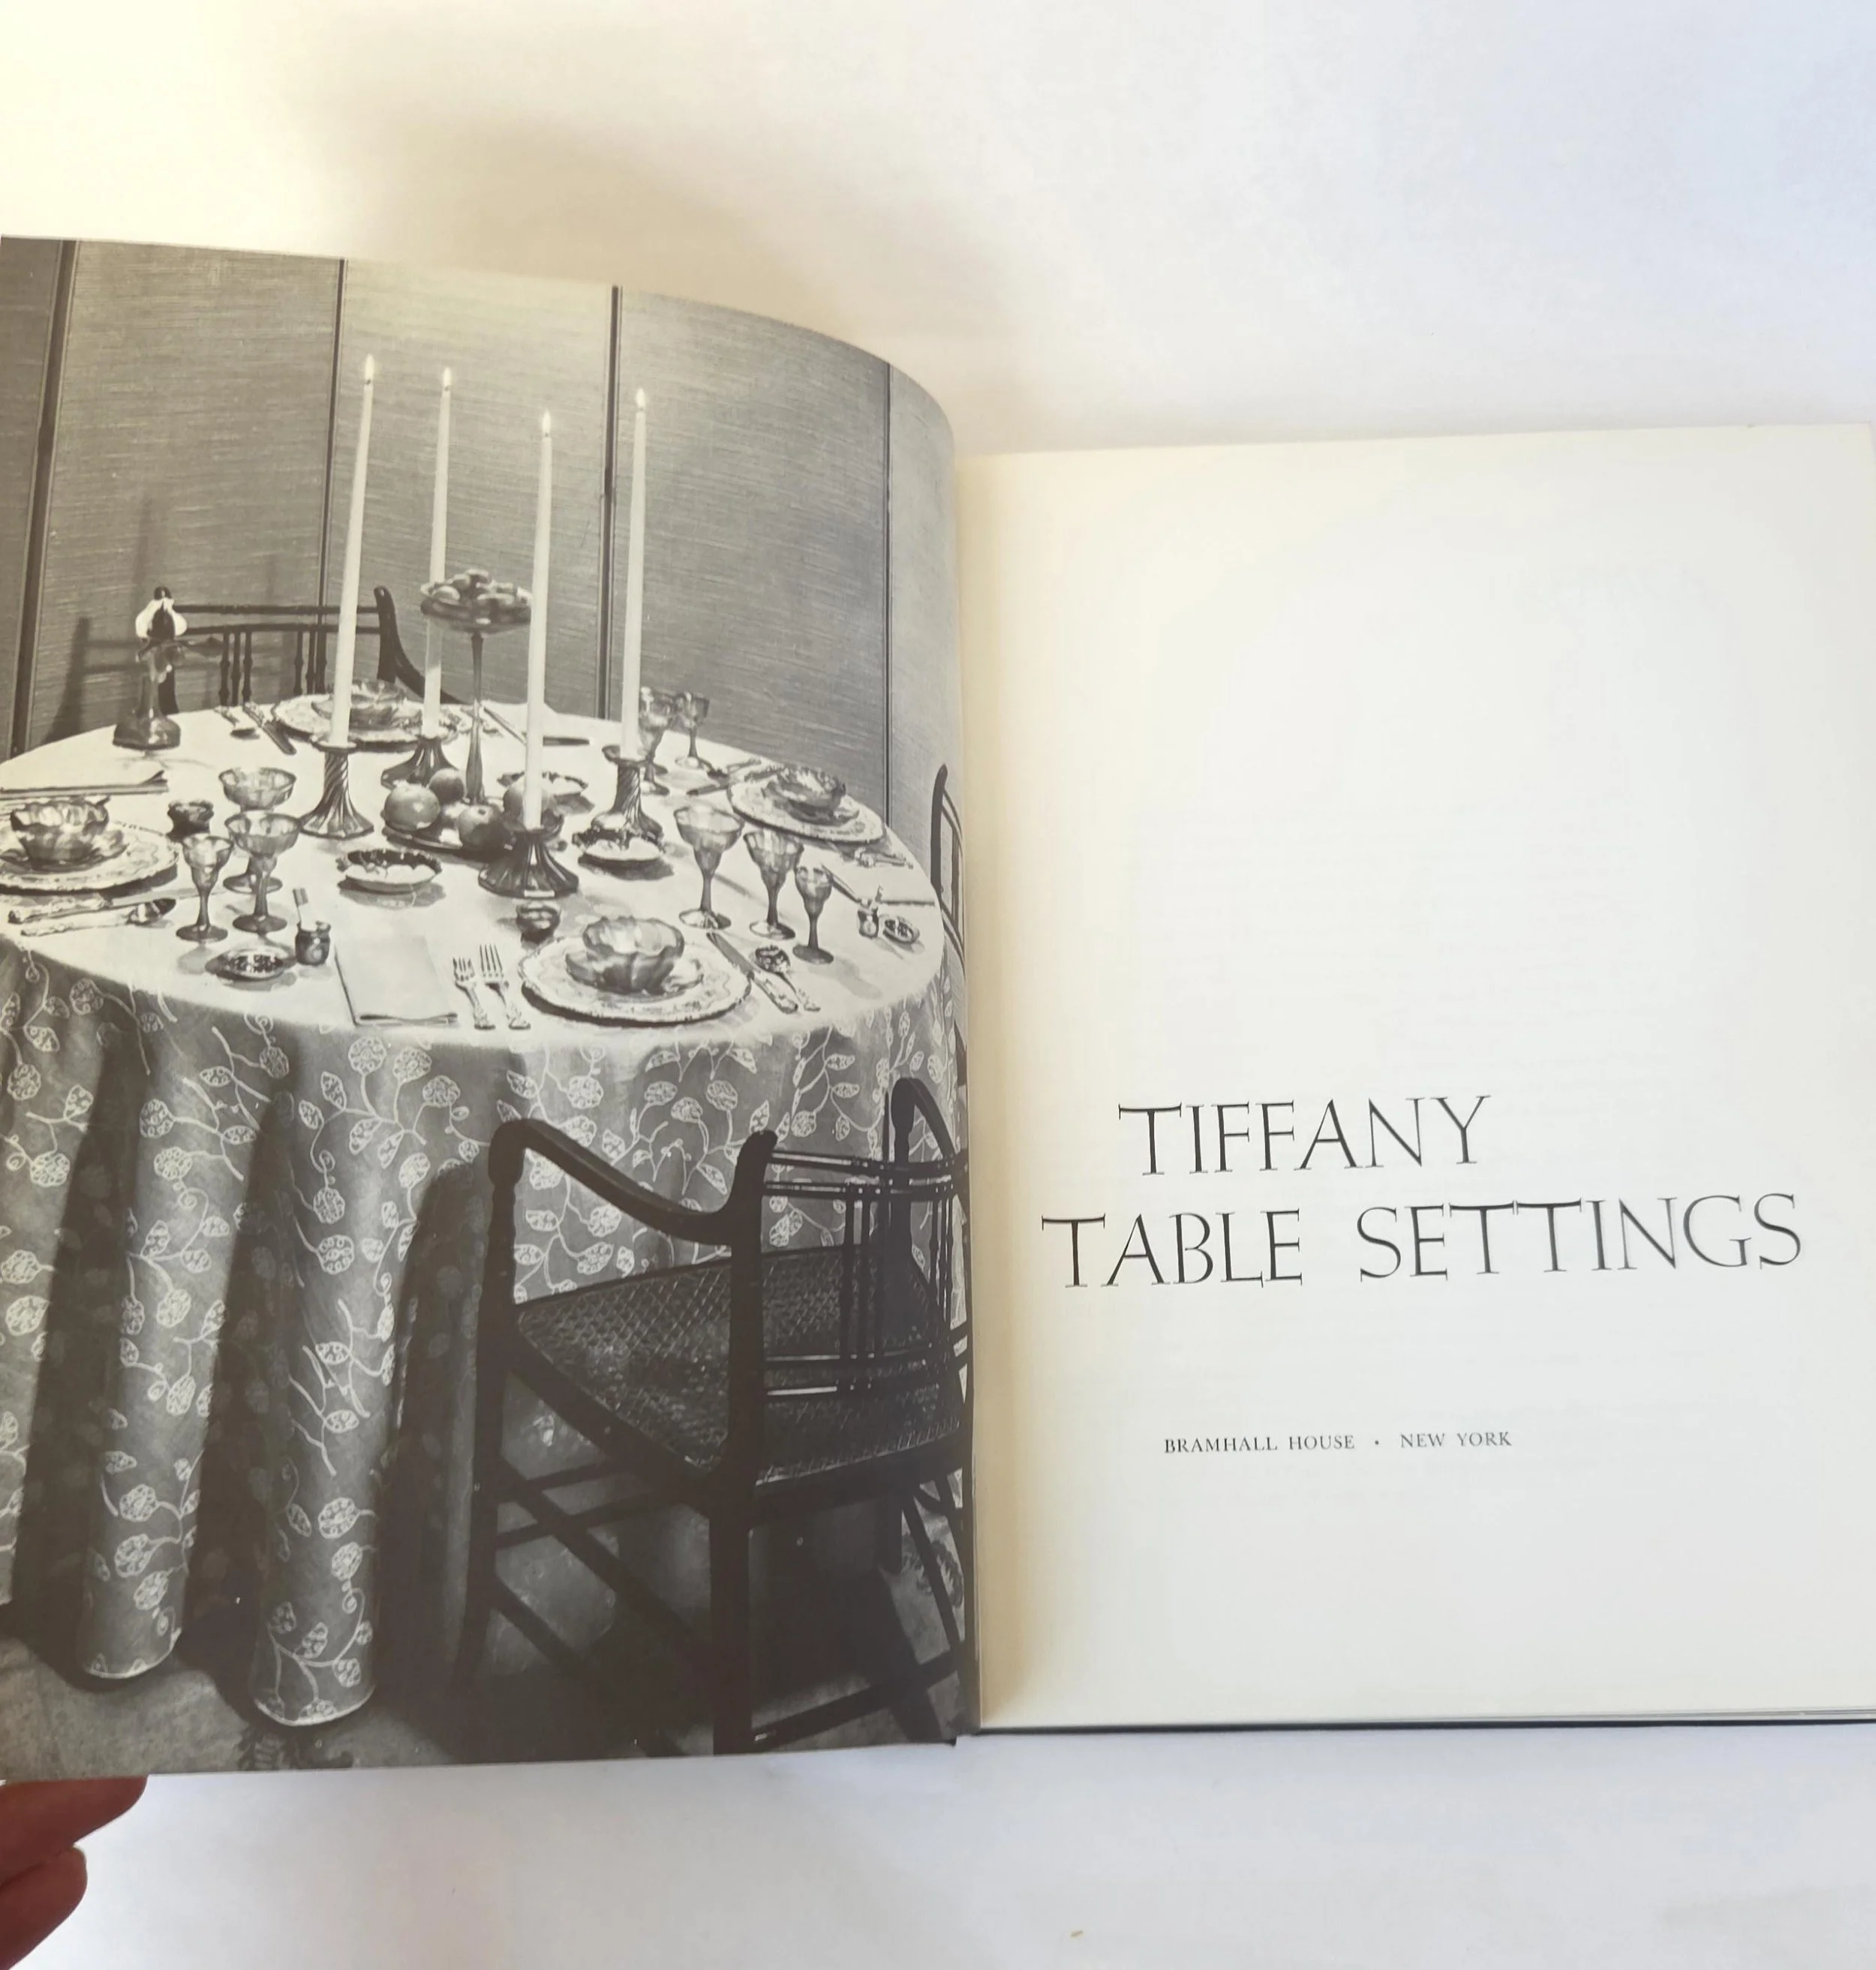 TIFFANY
TABLE SETTINGS
BRAMHALL HOUSE • NEW YORK